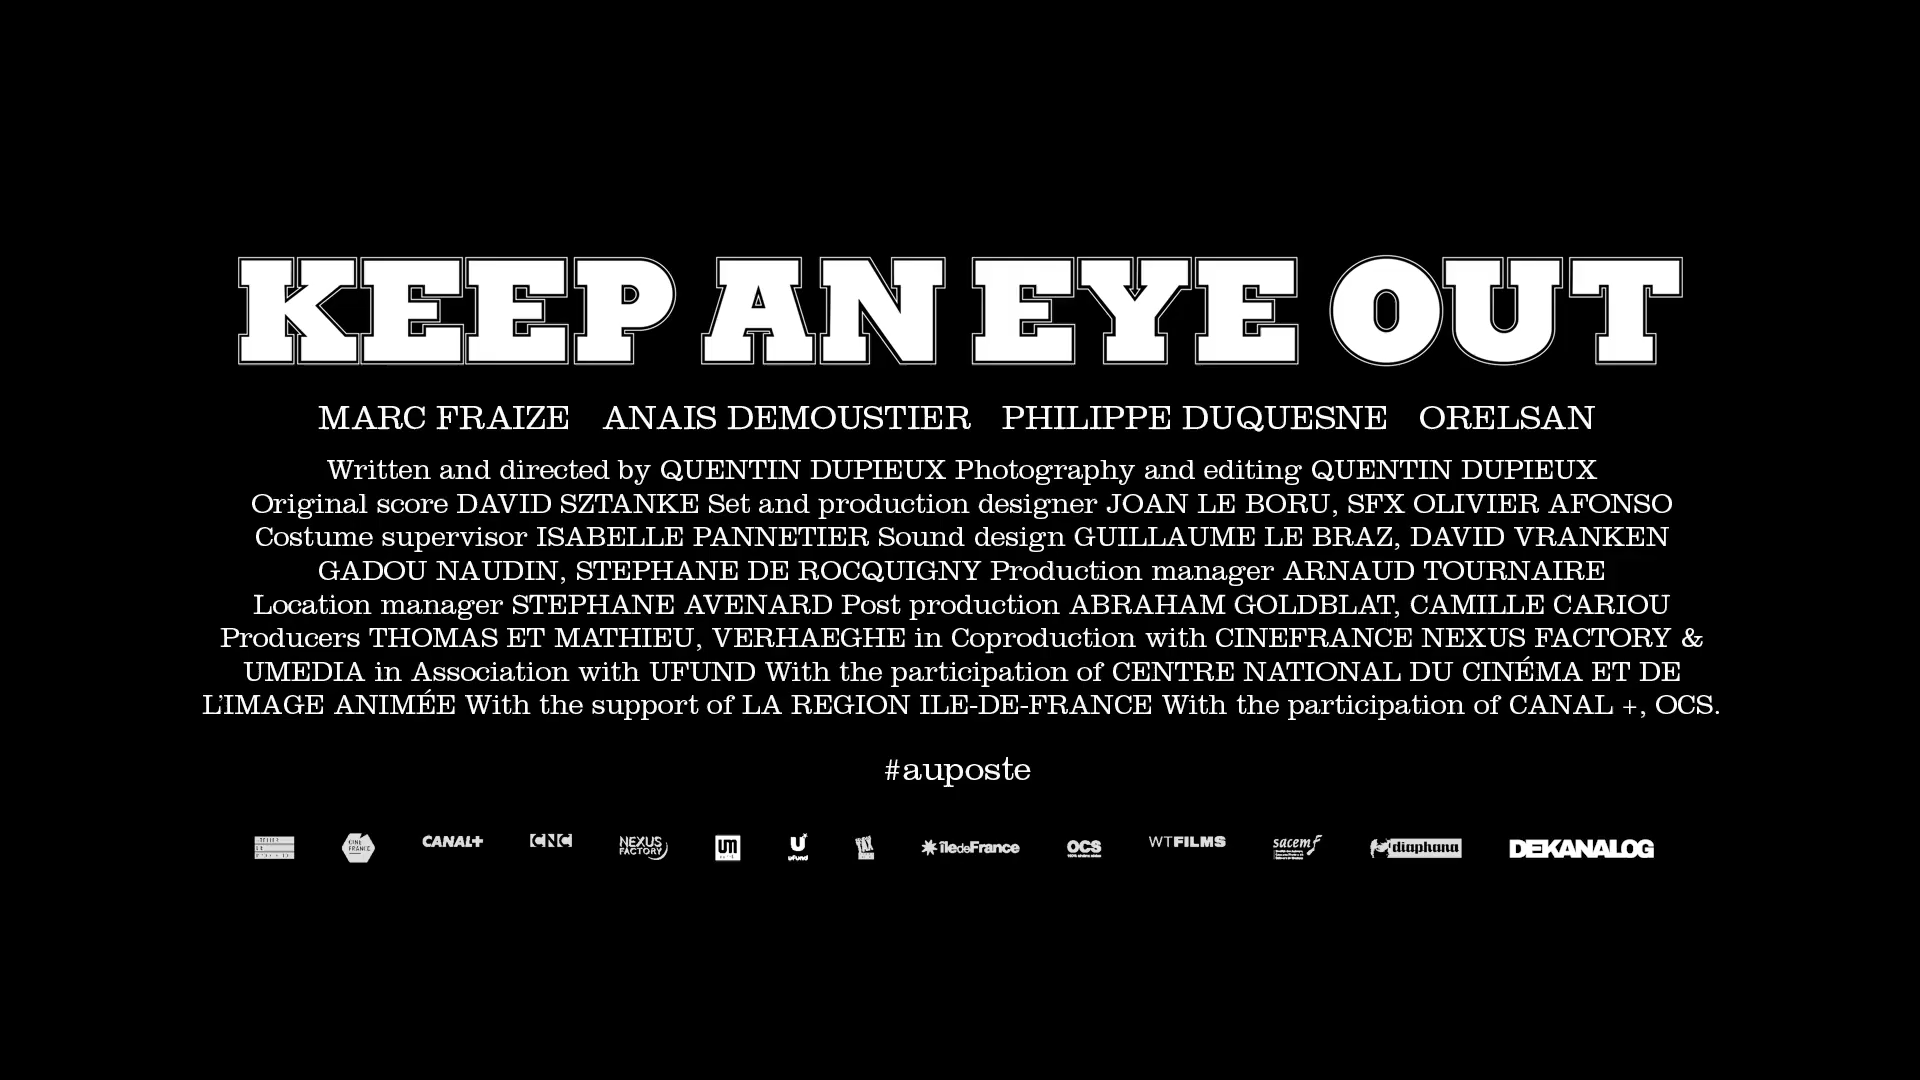 KEEP AN EYE OUT
MARC FRAIZE ANAIS DEMOUSTIER PHILIPPE DUQUESNE ORELSAN
Written and directed by QUENTIN DUPIEUX Photography and editing QUENTIN DUPIEUX
Original score DAVID SZTANKE Set and production designer JOAN LE BORU, SFX OLIVIER AFONSO
Costume supervisor ISABELLE PANNETIER Sound design GUILLAUME LE BRAZ, DAVID VRANKEN
GADOU NAUDIN, STEPHANE DE ROCQUIGNY Production manager ARNAUD TOURNAIRE
Location manager STEPHANE AVENARD Post production ABRAHAM GOLDBLAT, CAMILLE CARIOU
Producers THOMAS ET MATHIEU, VERHAEGHE in Coproduction with CINEFRANCE NEXUS FACTORY &
UMEDIA in Association with UFUND With the participation of CENTRE NATIONAL DU CINÉMA ET DE
L'IMAGE ANIMÉE With the support of LA REGION ILE-DE-FRANCE With the participation of CANAL +, OCS.
#auposte
CINE FRANCE CANAL+ CNC NEXUS FACTORY um U ufund îledeFrance OCS WTFILMS sacem diaphana DEKANALOG